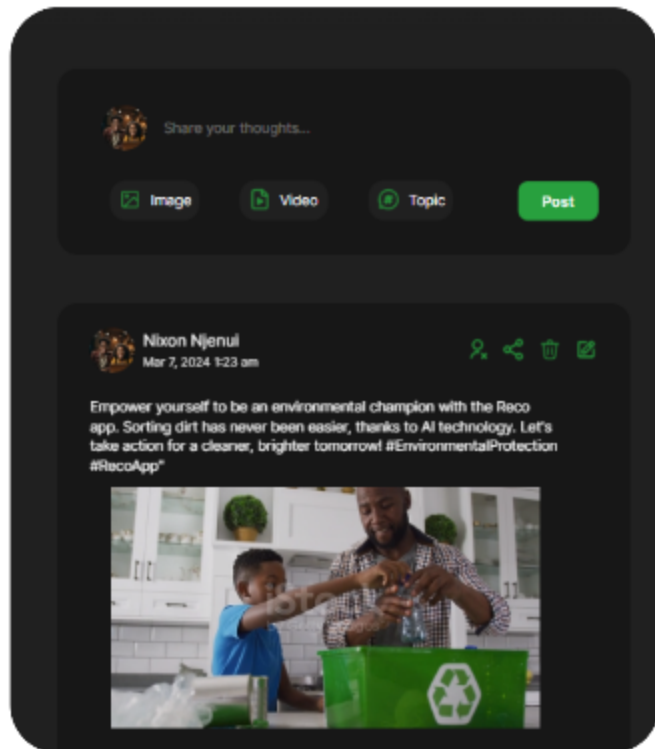 Share your thoughts...
Image
Video
Topic
Post
Nixon Njenui
Mar 7, 2024 1:23 am
Empower yourself to be an environmental champion with the Reco
app. Sorting dirt has never been easier, thanks to AI technology. Let's
take action for a cleaner, brighter tomorrow! #EnvironmentalProtection
#RecoApp"